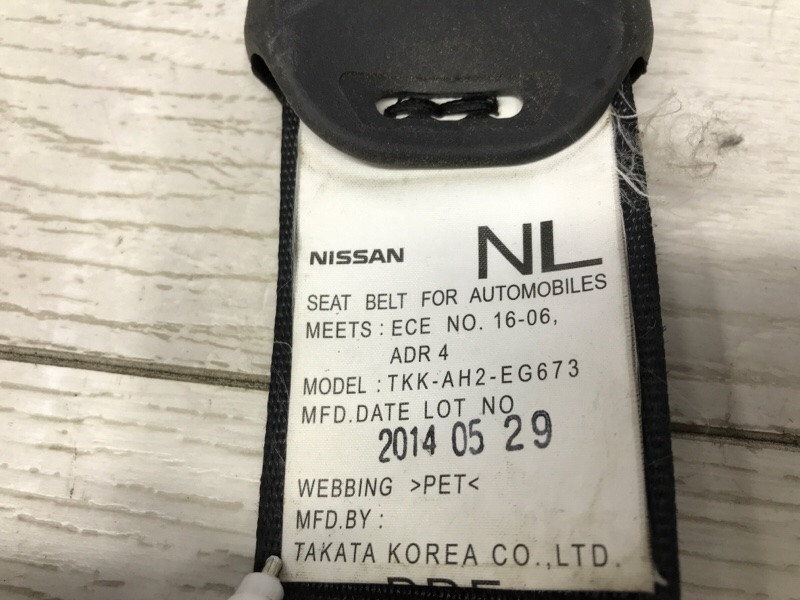 NISSAN NL
SEAT BELT FOR AUTOMOBILES
MEETS : ECE NO. 16-06,
ADR 4
MODEL : TKK-AH2-EG673
MFD.DATE LOT NO
2014 05 29
WEBBING >PET<
MFD.BY :
TAKATA KOREA CO.,LTD.